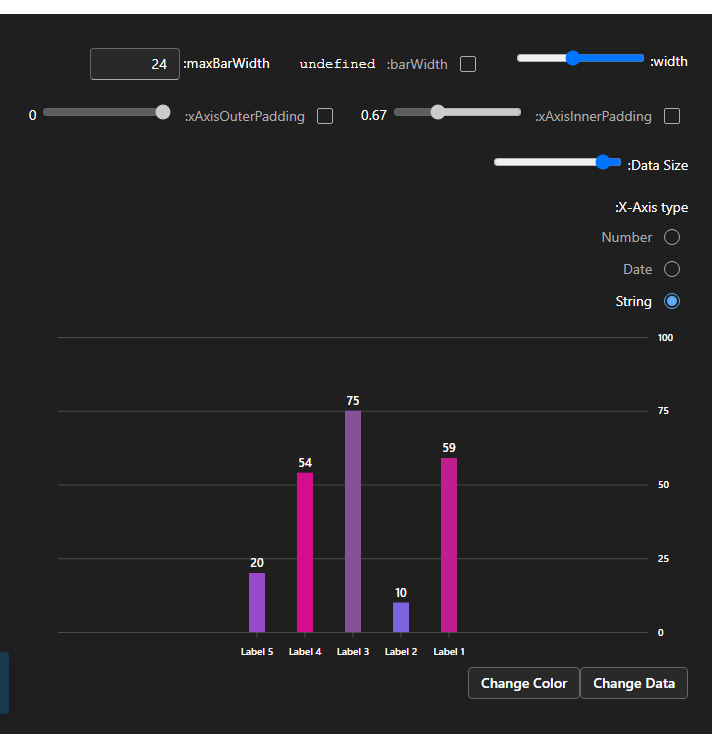 :width
:barWidth undefined
:maxBarWidth 24
:xAxisInnerPadding 0.67
:xAxisOuterPadding 0
:Data Size
:X-Axis type
Number
Date
String
100
75
50
25
0
20
54
75
10
59
Label 5 Label 4 Label 3 Label 2 Label 1
Change Color Change Data